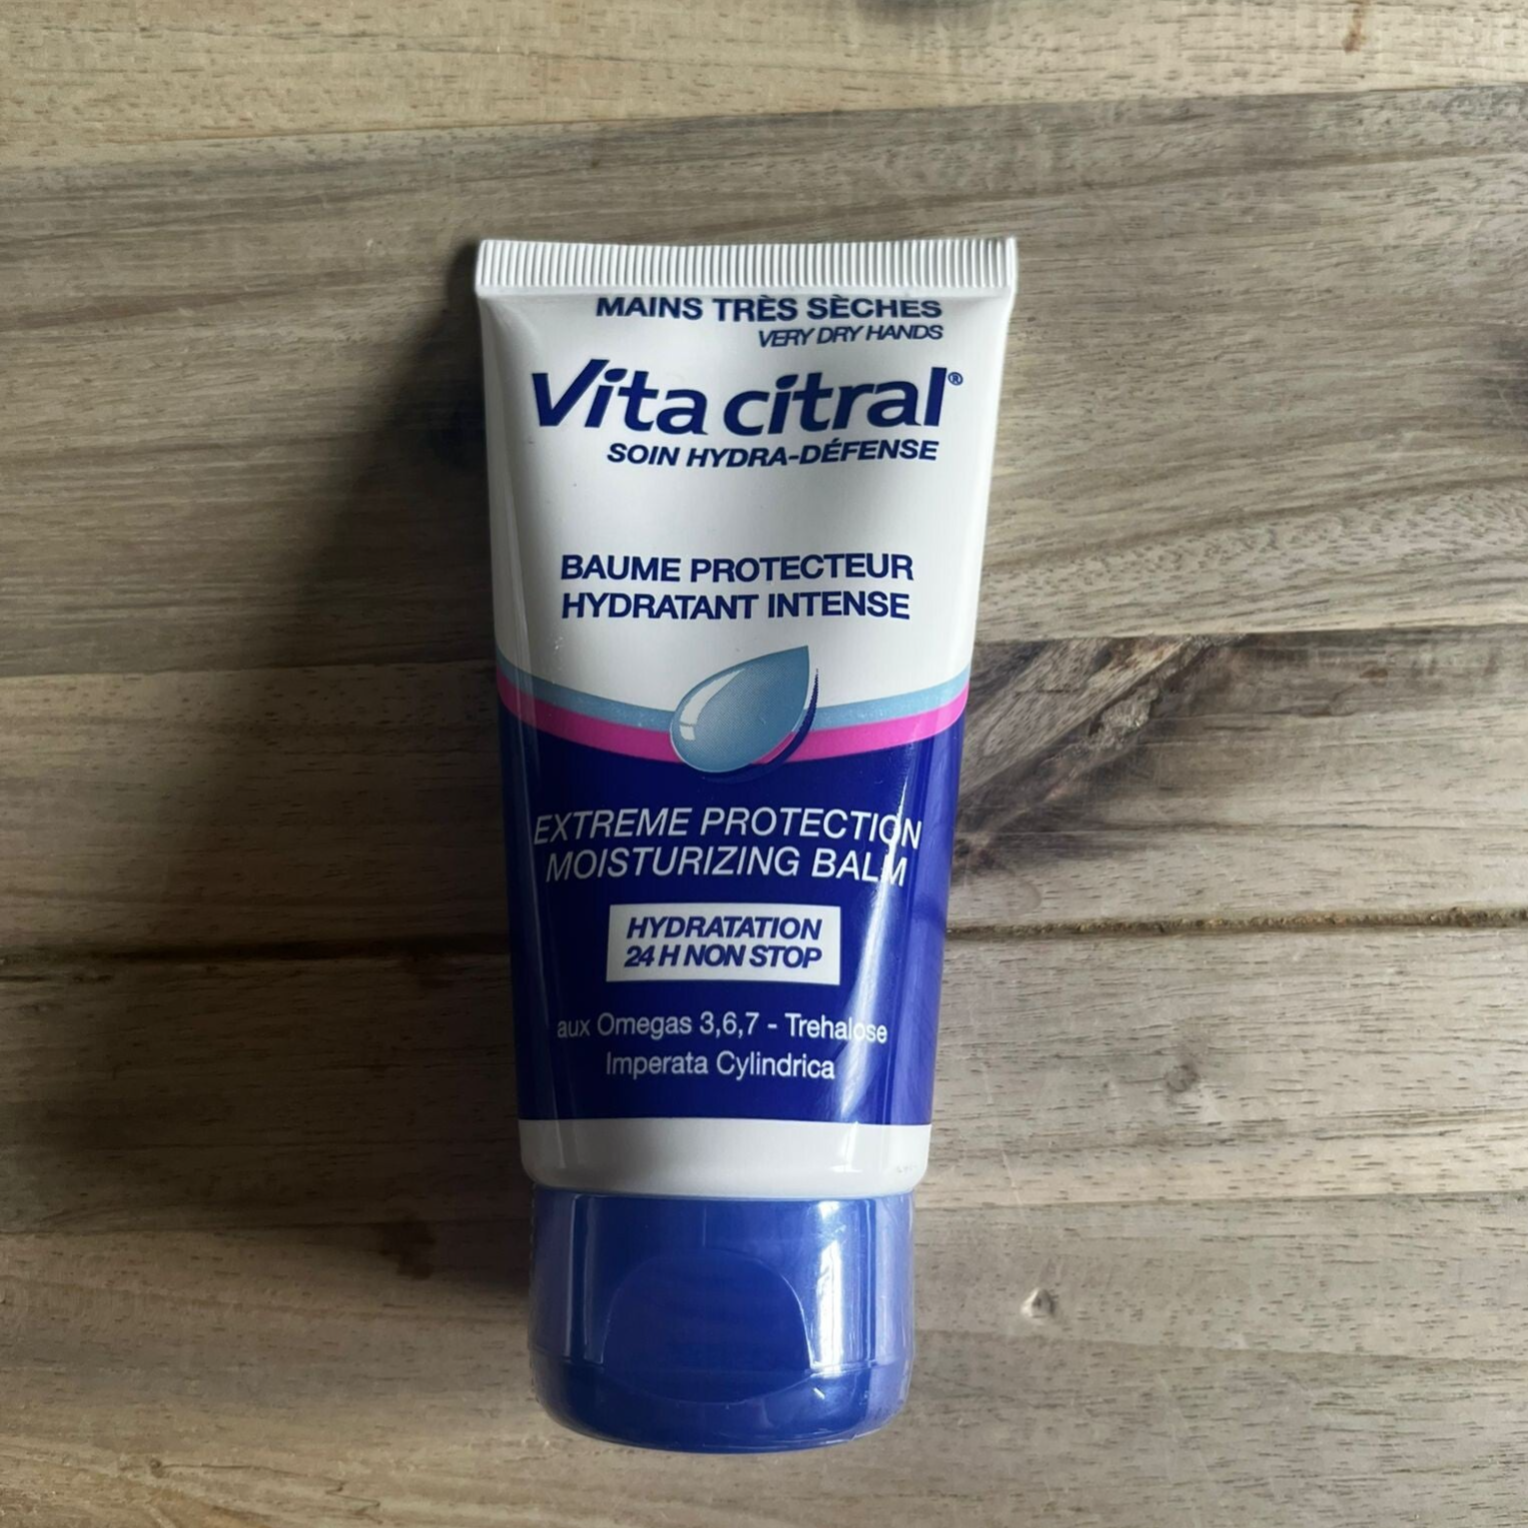 MAINS TRÈS SÈCHES
VERY DRY HANDS
Vita citral®
SOIN HYDRA-DÉFENSE
BAUME PROTECTEUR
HYDRATANT INTENSE
EXTREME PROTECTION
MOISTURIZING BALM
HYDRATATION
24 H NON STOP
aux Omegas 3,6,7 - Trehalose
Imperata Cylindrica